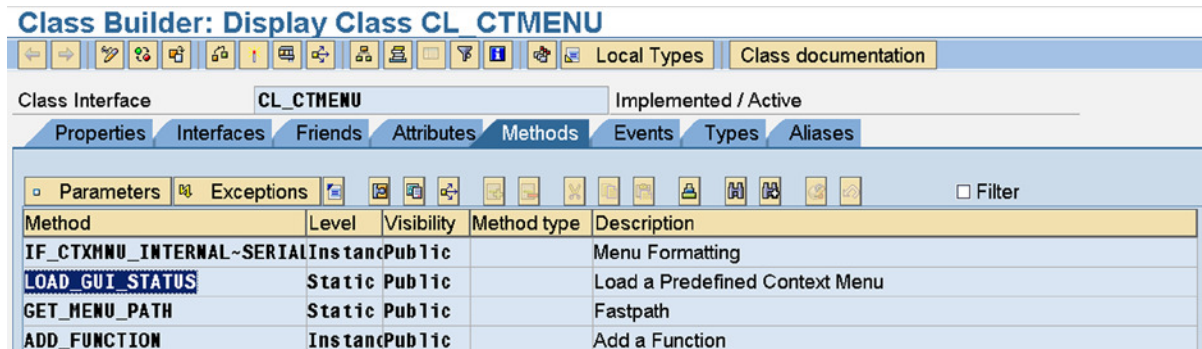 Class Builder: Display Class CL_CTMENU
Local Types Class documentation
Class Interface CL_CTMENU Implemented / Active
Properties Interfaces Friends Attributes Methods Events Types Aliases
Parameters Exceptions Filter
Method Level Visibility Method type Description
IF_CTXMNU_INTERNAL~SERIAL Instanc Public Menu Formatting
LOAD_GUI_STATUS Static Public Load a Predefined Context Menu
GET_MENU_PATH Static Public Fastpath
ADD_FUNCTION Instanc Public Add a Function